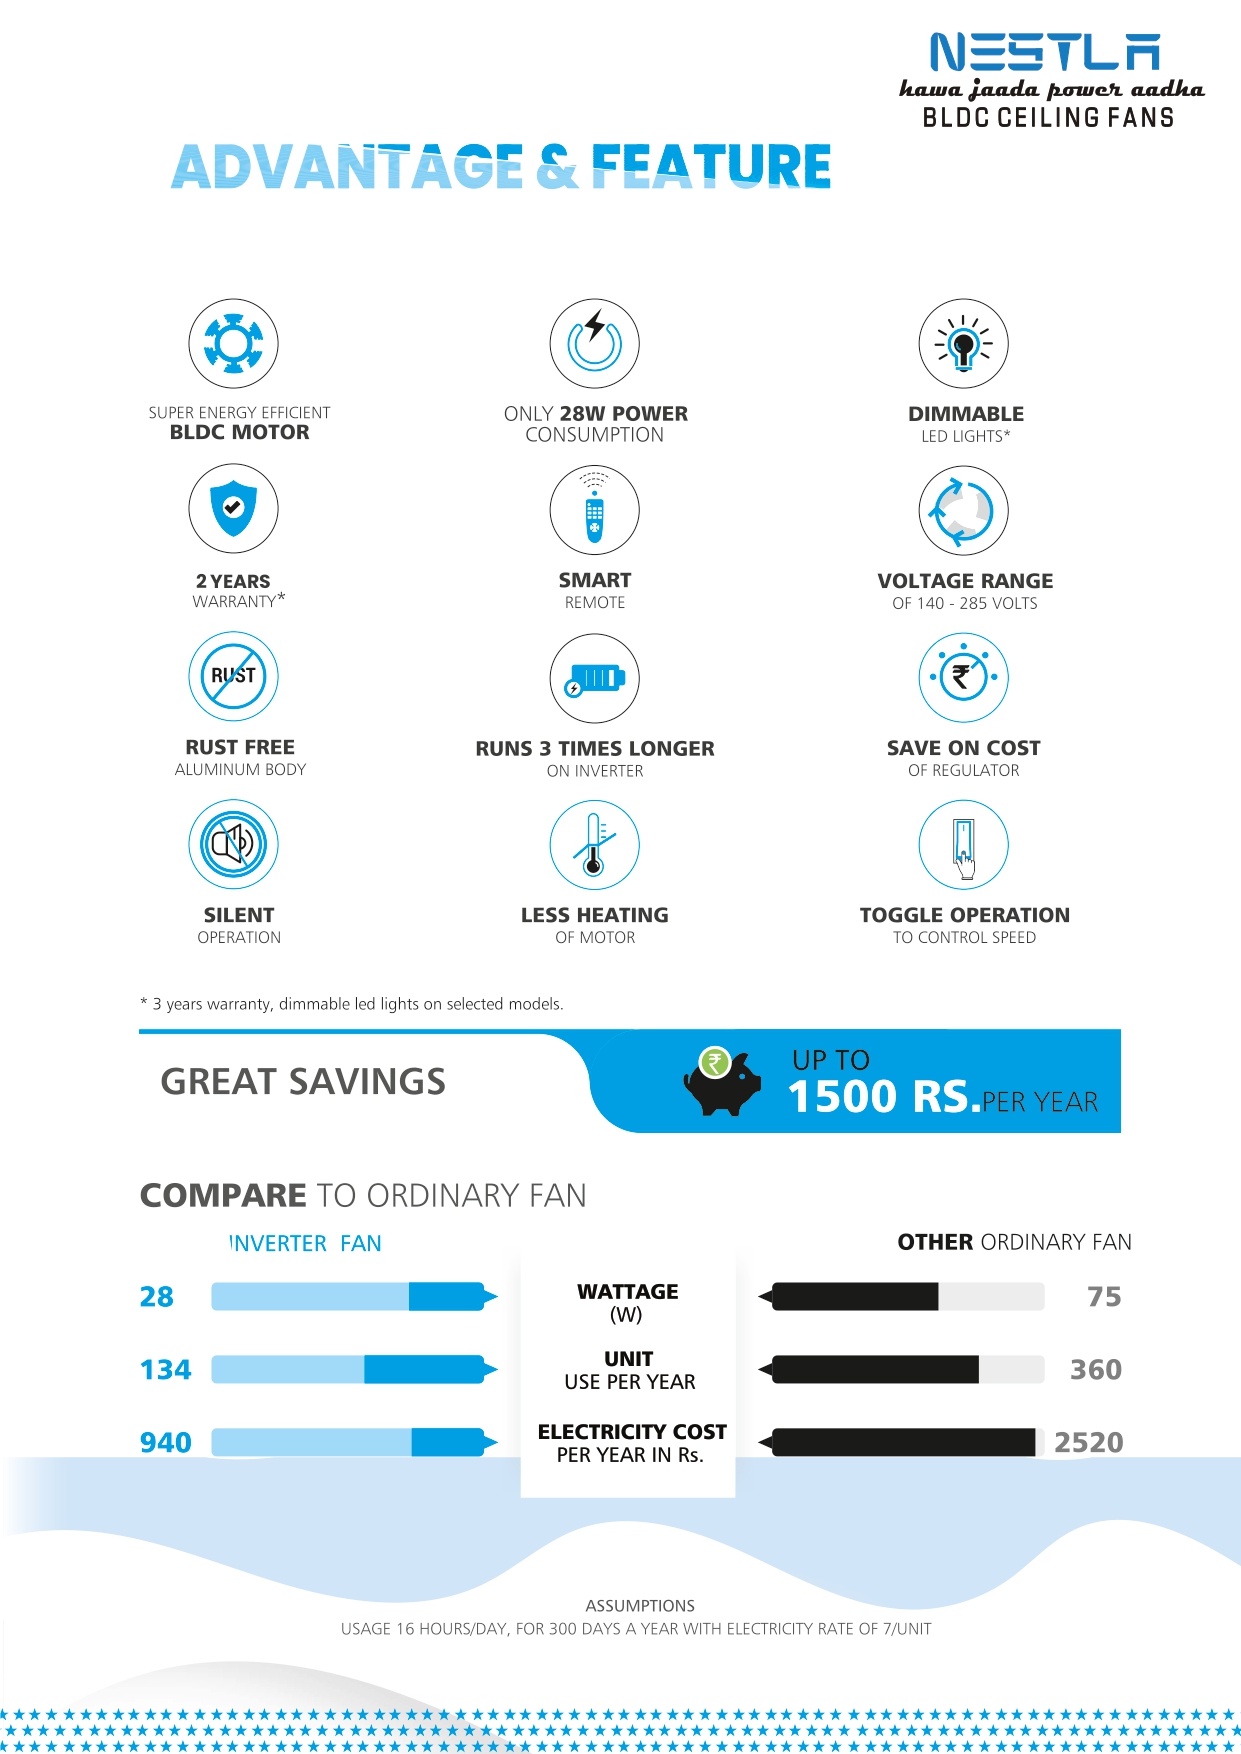 NESTLA
hawa jaada power aadha
BLDC CEILING FANS
ADVANTAGE & FEATURE
SUPER ENERGY EFFICIENT
BLDC MOTOR
ONLY 28W POWER
CONSUMPTION
DIMMABLE
LED LIGHTS*
2 YEARS
WARRANTY*
SMART
REMOTE
VOLTAGE RANGE
OF 140 - 285 VOLTS
RUST
RUST FREE
ALUMINUM BODY
RUNS 3 TIMES LONGER
ON INVERTER
₹
SAVE ON COST
OF REGULATOR
SILENT
OPERATION
LESS HEATING
OF MOTOR
TOGGLE OPERATION
TO CONTROL SPEED
* 3 years warranty, dimmable led lights on selected models.
GREAT SAVINGS
₹
UP TO
1500 RS.PER YEAR
COMPARE TO ORDINARY FAN
INVERTER FAN
OTHER ORDINARY FAN
28 WATTAGE 75
(W)
UNIT
134 USE PER YEAR 360
ELECTRICITY COST
940 PER YEAR IN Rs. 2520
ASSUMPTIONS
USAGE 16 HOURS/DAY, FOR 300 DAYS A YEAR WITH ELECTRICITY RATE OF 7/UNIT